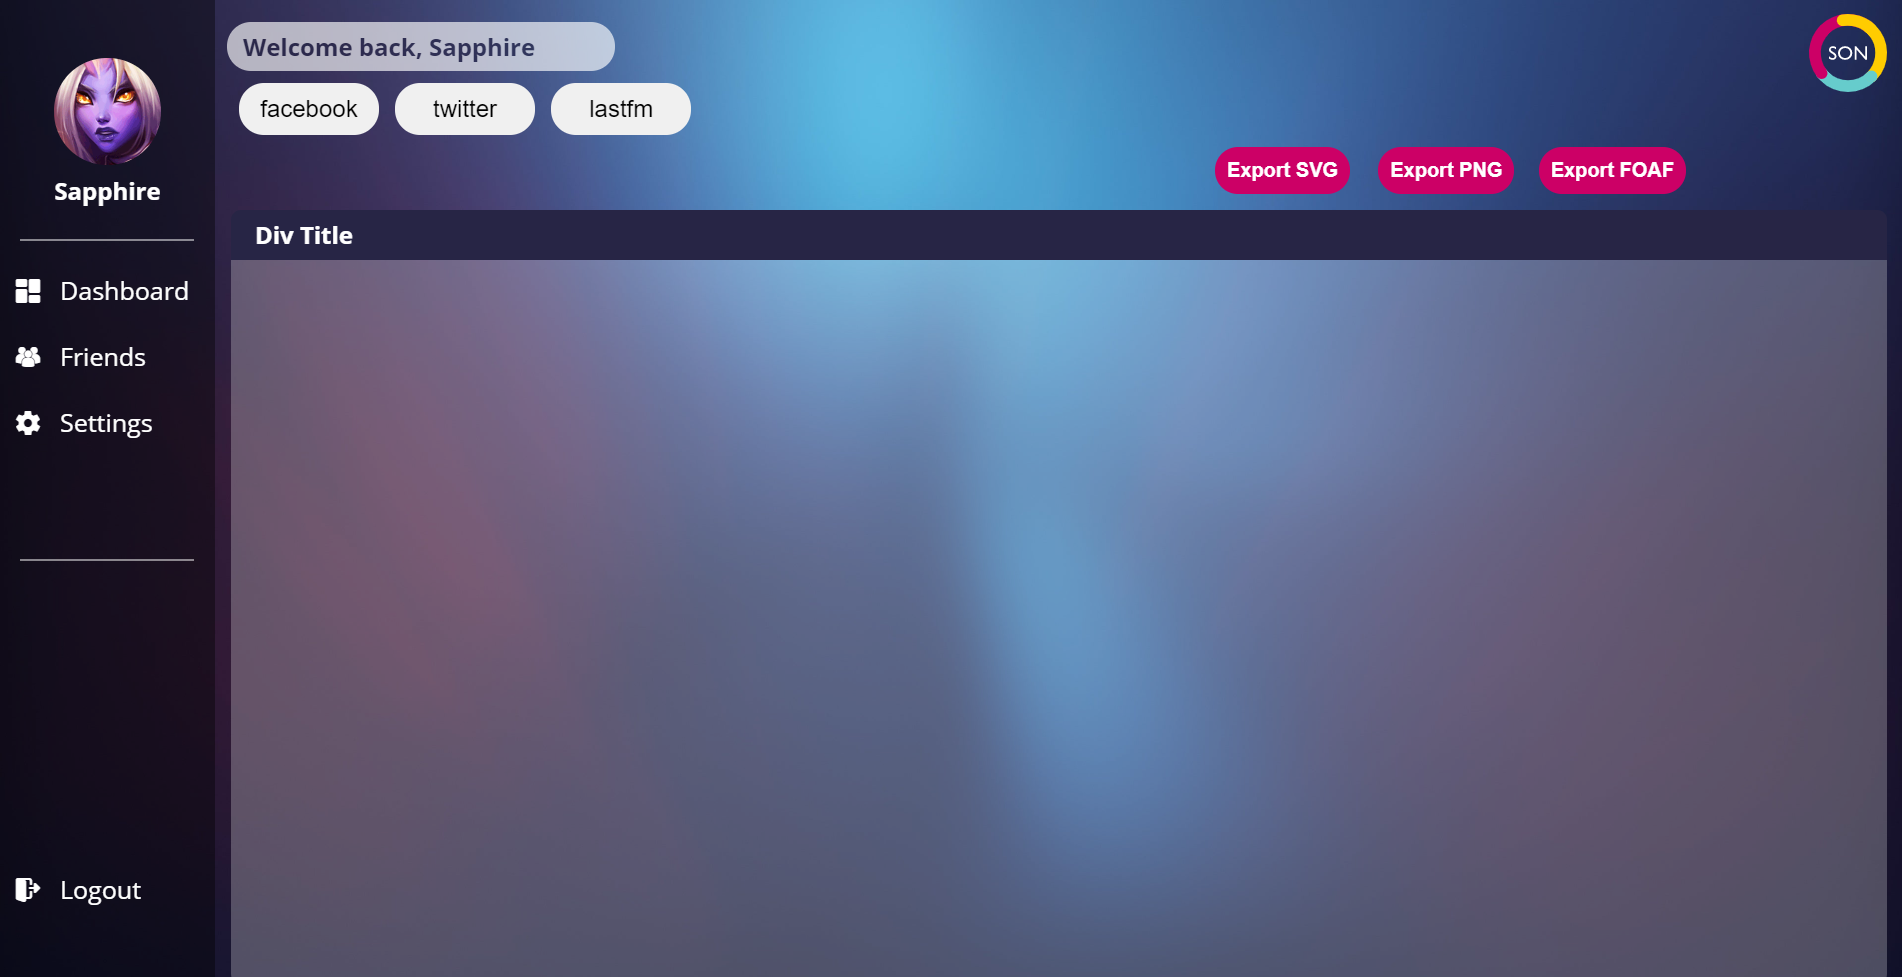 Sapphire
Dashboard
Friends
Settings
Logout
Welcome back, Sapphire
SON
facebook twitter lastfm
Export SVG Export PNG Export FOAF
Div Title